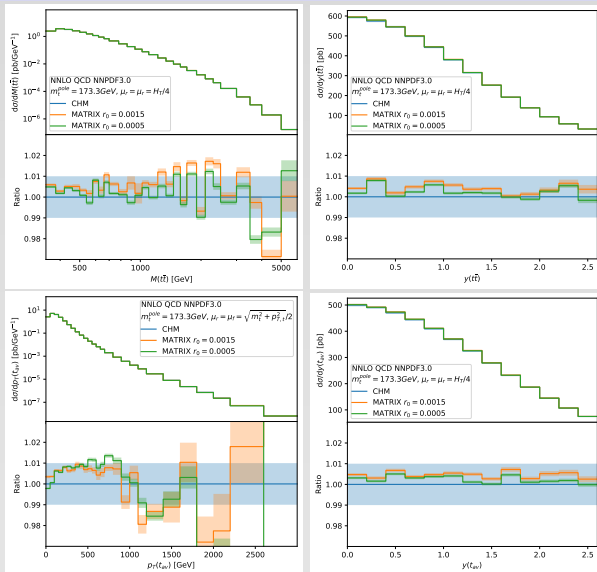 dσ/dM(tt̄) [pb/GeV⁻¹]
10⁰
10⁻²
10⁻⁴
10⁻⁶
NNLO QCD NNPDF3.0
m_t^pole = 173.3GeV, μ_r = μ_f = H_T/4
CHM
MATRIX r₀ = 0.0015
MATRIX r₀ = 0.0005
Ratio
1.02
1.01
1.00
0.99
0.98
500
1000
5000
M(tt̄) [GeV]
dσ/dy(tt̄) [pb]
600
500
400
300
200
100
NNLO QCD NNPDF3.0
m_t^pole = 173.3GeV, μ_r = μ_f = H_T/4
CHM
MATRIX r₀ = 0.0015
MATRIX r₀ = 0.0005
Ratio
1.02
1.01
1.00
0.99
0.98
0.0
0.5
1.0
1.5
2.0
2.5
y(tt̄)
dσ/dp_T(t_av) [pb/GeV⁻¹]
10¹
10⁻¹
10⁻³
10⁻⁵
10⁻⁷
NNLO QCD NNPDF3.0
m_t^pole = 173.3GeV, μ_r = μ_f = √(m_t² + p_{T,t}²)/2
CHM
MATRIX r₀ = 0.0015
MATRIX r₀ = 0.0005
Ratio
1.02
1.01
1.00
0.99
0.98
0
500
1000
1500
2000
2500
p_T(t_av) [GeV]
dσ/dy(t_av) [pb]
500
400
300
200
100
NNLO QCD NNPDF3.0
m_t^pole = 173.3GeV, μ_r = μ_f = H_T/4
CHM
MATRIX r₀ = 0.0015
MATRIX r₀ = 0.0005
Ratio
1.02
1.01
1.00
0.99
0.98
0.0
0.5
1.0
1.5
2.0
2.5
y(t_av)